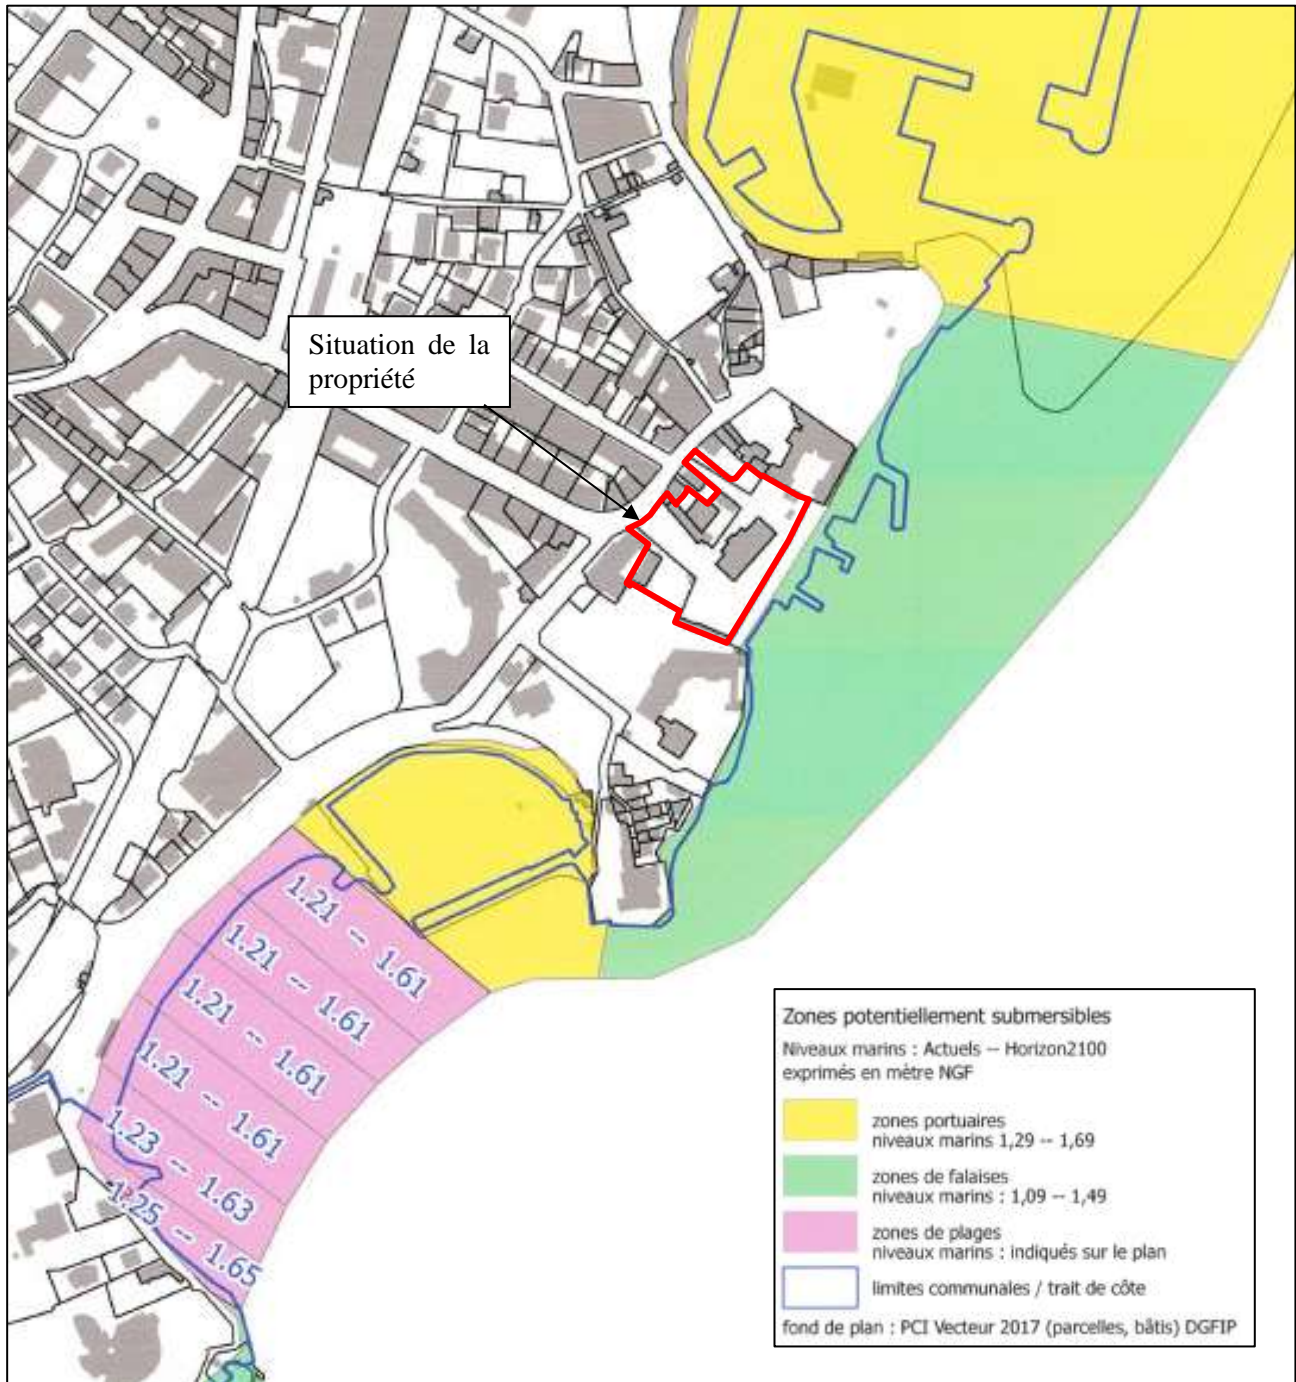 Situation de la
propriété
1.21 -- 1.61
1.21 -- 1.61
1.21 -- 1.61
1.21 -- 1.61
1.23 -- 1.63
1.25 -- 1.65
Zones potentiellement submersibles
Niveaux marins : Actuels -- Horizon2100
exprimés en mètre NGF
zones portuaires
niveaux marins 1,29 -- 1,69
zones de falaises
niveaux marins : 1,09 -- 1,49
zones de plages
niveaux marins : indiqués sur le plan
limites communales / trait de côte
fond de plan : PCI Vecteur 2017 (parcelles, bâtis) DGFIP